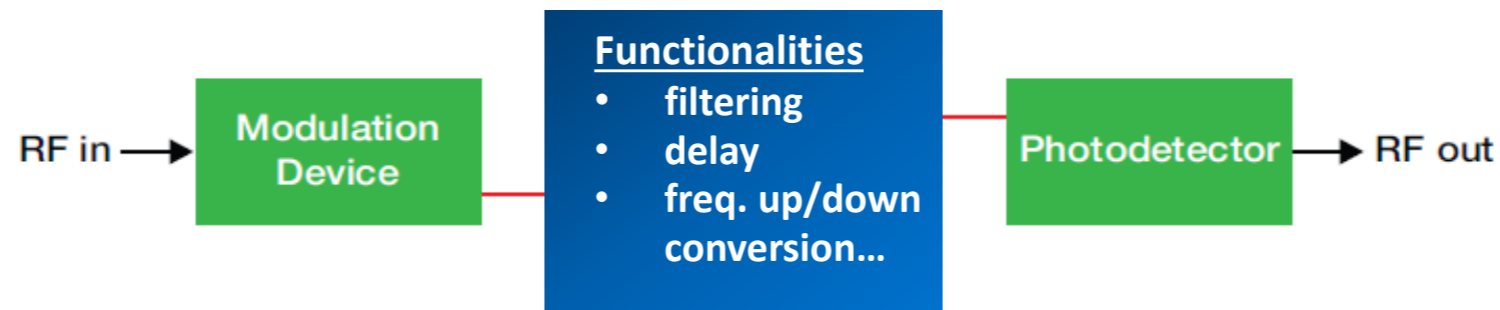 RF in
Modulation
Device
Functionalities
• filtering
• delay
• freq. up/down
conversion…
Photodetector
RF out